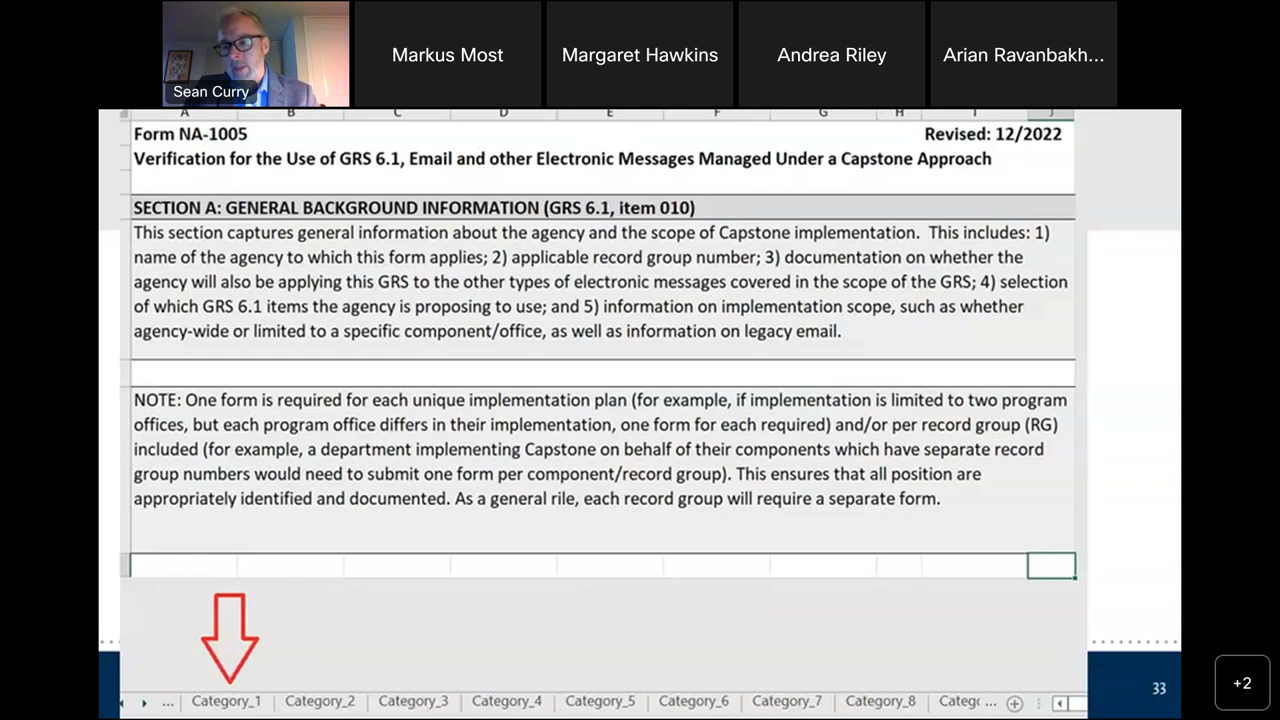 Sean Curry
Markus Most
Margaret Hawkins
Andrea Riley
Arian Ravanbakh...
A B C D E F G H I J
Form NA-1005 Revised: 12/2022
Verification for the Use of GRS 6.1, Email and other Electronic Messages Managed Under a Capstone Approach
SECTION A: GENERAL BACKGROUND INFORMATION (GRS 6.1, item 010)
This section captures general information about the agency and the scope of Capstone implementation. This includes: 1)
name of the agency to which this form applies; 2) applicable record group number; 3) documentation on whether the
agency will also be applying this GRS to the other types of electronic messages covered in the scope of the GRS; 4) selection
of which GRS 6.1 items the agency is proposing to use; and 5) information on implementation scope, such as whether
agency-wide or limited to a specific component/office, as well as information on legacy email.
NOTE: One form is required for each unique implementation plan (for example, if implementation is limited to two program
offices, but each program office differs in their implementation, one form for each required) and/or per record group (RG)
included (for example, a department implementing Capstone on behalf of their components which have separate record
group numbers would need to submit one form per component/record group). This ensures that all position are
appropriately identified and documented. As a general rile, each record group will require a separate form.
... Category_1 Category_2 Category_3 Category_4 Category_5 Category_6 Category_7 Category_8 Categ ...
33
+2